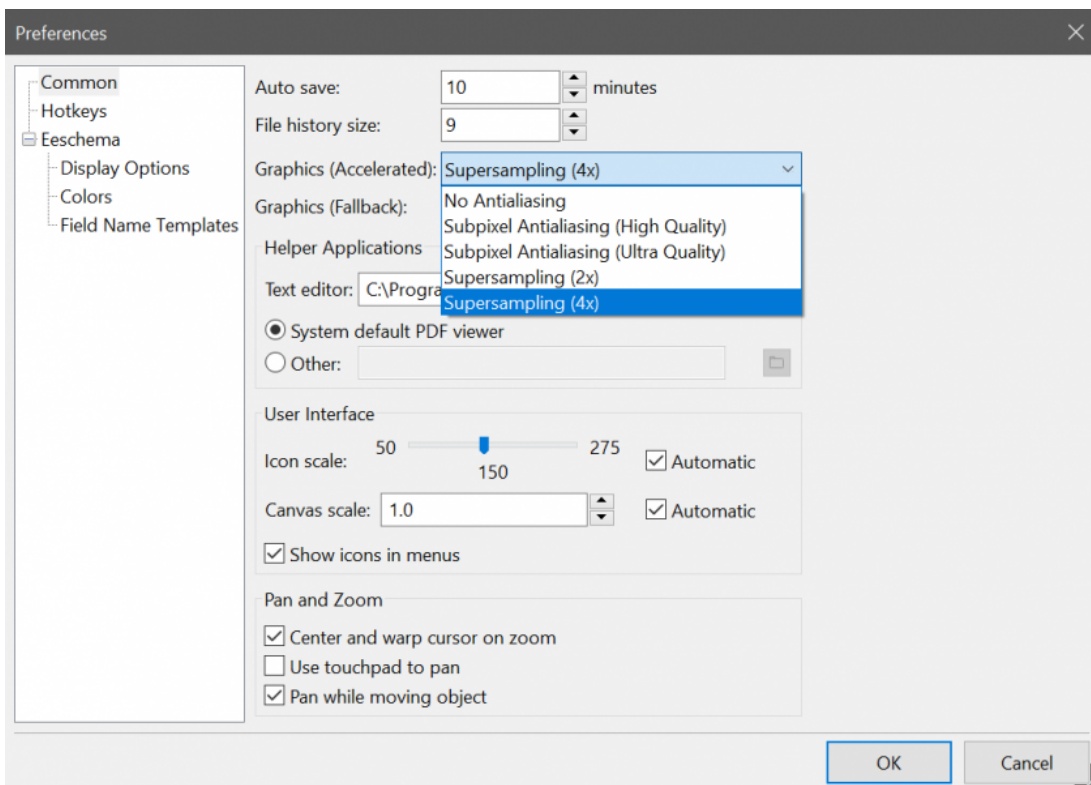 Preferences
Common
Hotkeys
Eeschema
Display Options
Colors
Field Name Templates
Auto save: 10 minutes
File history size: 9
Graphics (Accelerated): Supersampling (4x)
No Antialiasing
Subpixel Antialiasing (High Quality)
Subpixel Antialiasing (Ultra Quality)
Supersampling (2x)
Supersampling (4x)
Graphics (Fallback):
Helper Applications
Text editor: C:\Progra
System default PDF viewer
Other:
User Interface
Icon scale: 50 275
150
Automatic
Canvas scale: 1.0 Automatic
Show icons in menus
Pan and Zoom
Center and warp cursor on zoom
Use touchpad to pan
Pan while moving object
OK Cancel